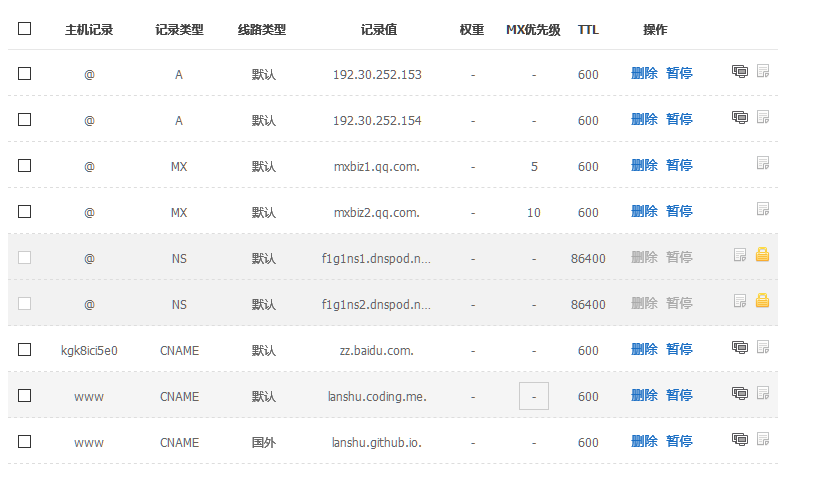 主机记录 记录类型 线路类型 记录值 权重 MX优先级 TTL 操作
@ A 默认 192.30.252.153 - - 600 删除 暂停
@ A 默认 192.30.252.154 - - 600 删除 暂停
@ MX 默认 mxbiz1.qq.com. - 5 600 删除 暂停
@ MX 默认 mxbiz2.qq.com. - 10 600 删除 暂停
@ NS 默认 f1g1ns1.dnspod.n... - - 86400 删除 暂停
@ NS 默认 f1g1ns2.dnspod.n... - - 86400 删除 暂停
kgk8ici5e0 CNAME 默认 zz.baidu.com. - - 600 删除 暂停
www CNAME 默认 lanshu.coding.me. - - 600 删除 暂停
www CNAME 国外 lanshu.github.io. - - 600 删除 暂停